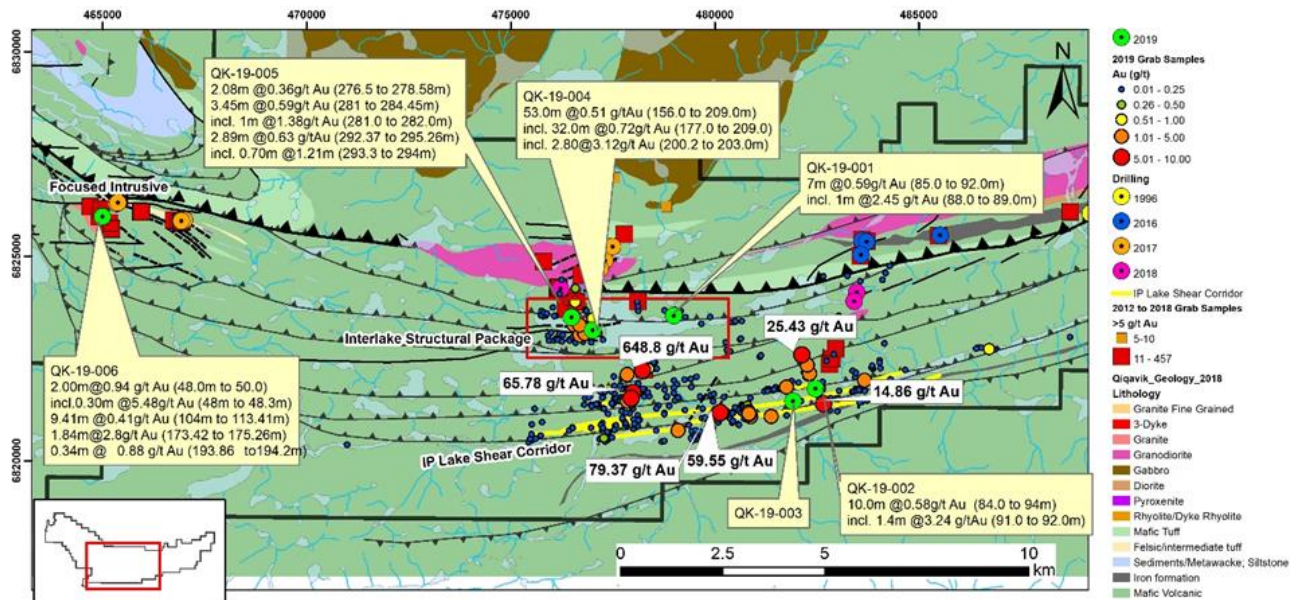 465000 470000 475000 480000 485000
6830000
6825000
6820000
N
QK-19-005
2.08m @0.36g/t Au (276.5 to 278.58m)
3.45m @0.59g/t Au (281 to 284.45m)
incl. 1m @1.38g/t Au (281.0 to 282.0m)
2.89m @0.63 g/tAu (292.37 to 295.26m)
incl. 0.70m @1.21m (293.3 to 294m)
QK-19-004
53.0m @0.51 g/tAu (156.0 to 209.0m)
incl. 32.0m @0.72g/t Au (177.0 to 209.0)
incl. 2.80@3.12g/t Au (200.2 to 203.0m)
QK-19-001
7m @0.59g/t Au (85.0 to 92.0m)
incl. 1m @2.45 g/t Au (88.0 to 89.0m)
Focused Intrusive
Interlake Structural Package
IP Lake Shear Corridor
648.8 g/t Au
25.43 g/t Au
65.78 g/t Au
14.86 g/t Au
79.37 g/t Au
59.55 g/t Au
QK-19-006
2.00m@0.94 g/t Au (48.0m to 50.0)
incl.0.30m @5.48g/t Au (48m to 48.3m)
9.41m @0.41g/t Au (104m to 113.41m)
1.84m@2.8g/t Au (173.42 to 175.26m)
0.34m @ 0.88 g/t Au (193.86 to194.2m)
QK-19-003
QK-19-002
10.0m @0.58g/t Au (84.0 to 94m)
incl. 1.4m @3.24 g/tAu (91.0 to 92.0m)
0 2.5 5 10
km
2019
2019 Grab Samples
Au (g/t)
0.01 - 0.25
0.26 - 0.50
0.51 - 1.00
1.01 - 5.00
5.01 - 10.00
Drilling
1996
2016
2017
2018
IP Lake Shear Corridor
2012 to 2018 Grab Samples
>5 g/t Au
5-10
11 - 457
Qiqavik_Geology_2018
Lithology
Granite Fine Grained
3-Dyke
Granite
Granodiorite
Gabbro
Diorite
Pyroxenite
Rhyolite/Dyke Rhyolite
Mafic Tuff
Felsic/intermediate tuff
Sediments/Metawacke; Siltstone
Iron formation
Mafic Volcanic